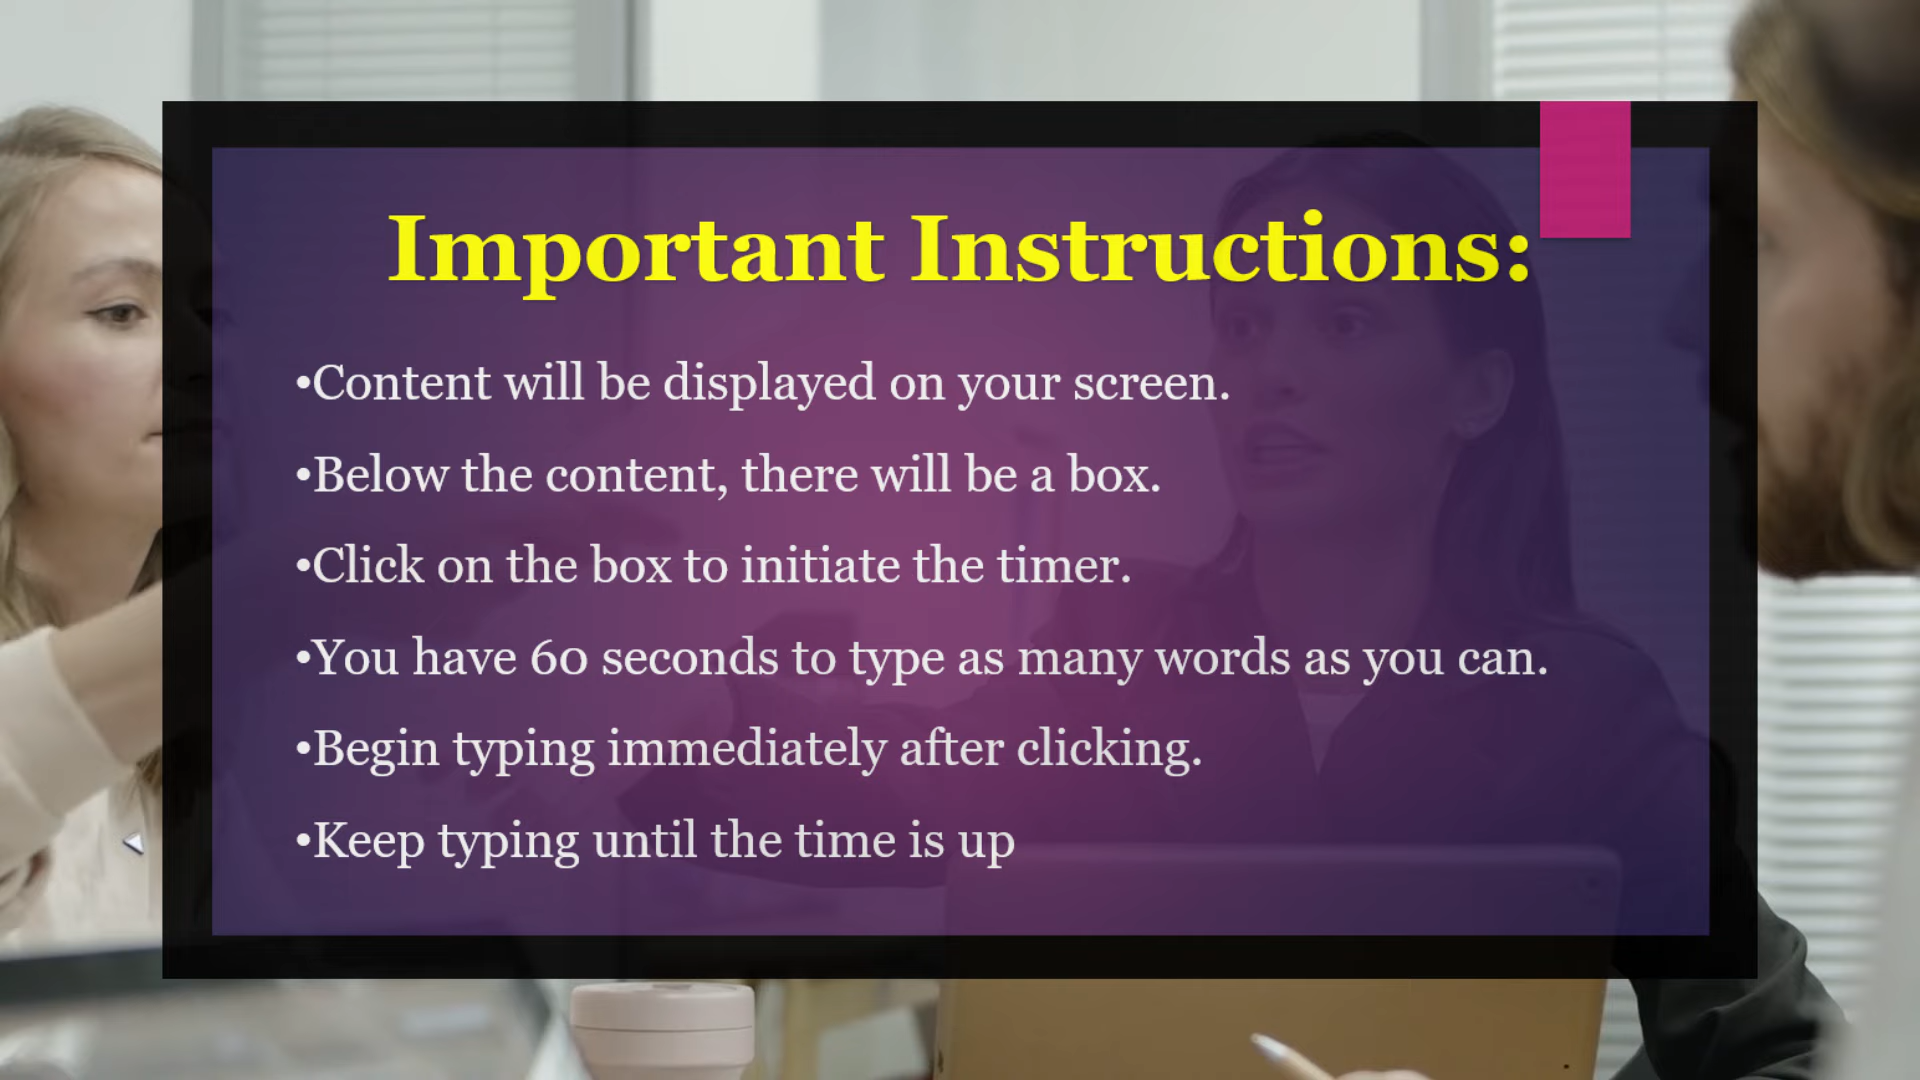 Important Instructions:
•Content will be displayed on your screen.
•Below the content, there will be a box.
•Click on the box to initiate the timer.
•You have 60 seconds to type as many words as you can.
•Begin typing immediately after clicking.
•Keep typing until the time is up